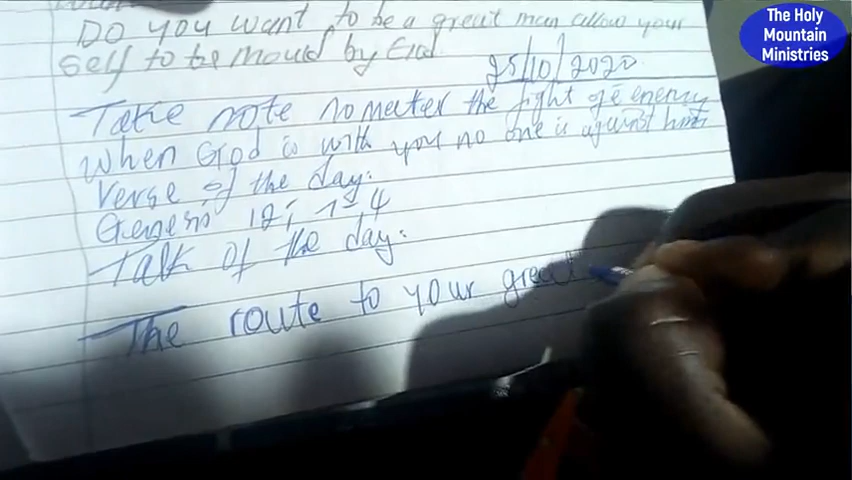 Do you want to be a great man allow your
self to be mould by God
25/10/2020
Take note no matter the fight of enemy
When God is with you no one is against
Verse of the day:
Genesis 12; 1-4
Talk of the day:
The route to your great
The Holy
Mountain
Ministries